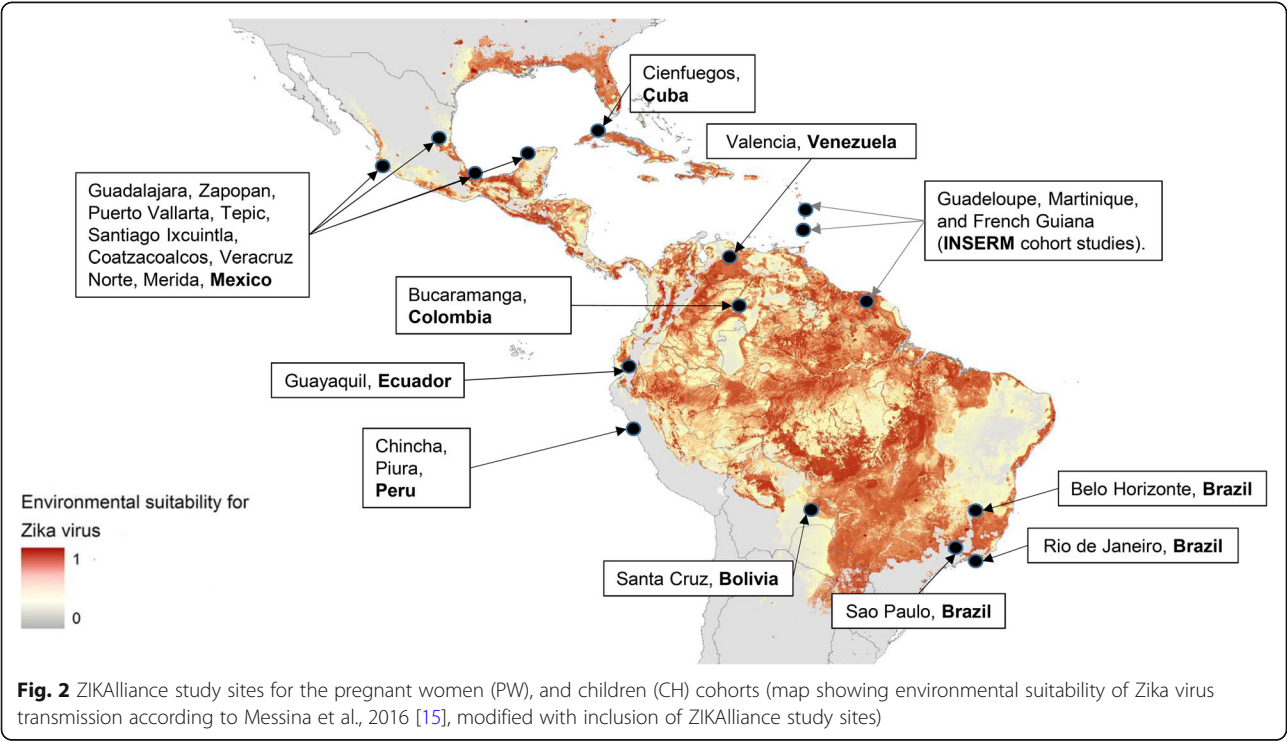 Cienfuegos,
Cuba
Valencia, Venezuela
Guadalajara, Zapopan,
Puerto Vallarta, Tepic,
Santiago Ixcuintla,
Coatzacoalcos, Veracruz
Norte, Merida, Mexico
Guadeloupe, Martinique,
and French Guiana
(INSERM cohort studies).
Bucaramanga,
Colombia
Guayaquil, Ecuador
Chincha,
Piura,
Peru
Environmental suitability for
Zika virus
1
0
Belo Horizonte, Brazil
Rio de Janeiro, Brazil
Santa Cruz, Bolivia
Sao Paulo, Brazil
Fig. 2 ZIKAlliance study sites for the pregnant women (PW), and children (CH) cohorts (map showing environmental suitability of Zika virus
transmission according to Messina et al., 2016 [15], modified with inclusion of ZIKAlliance study sites)